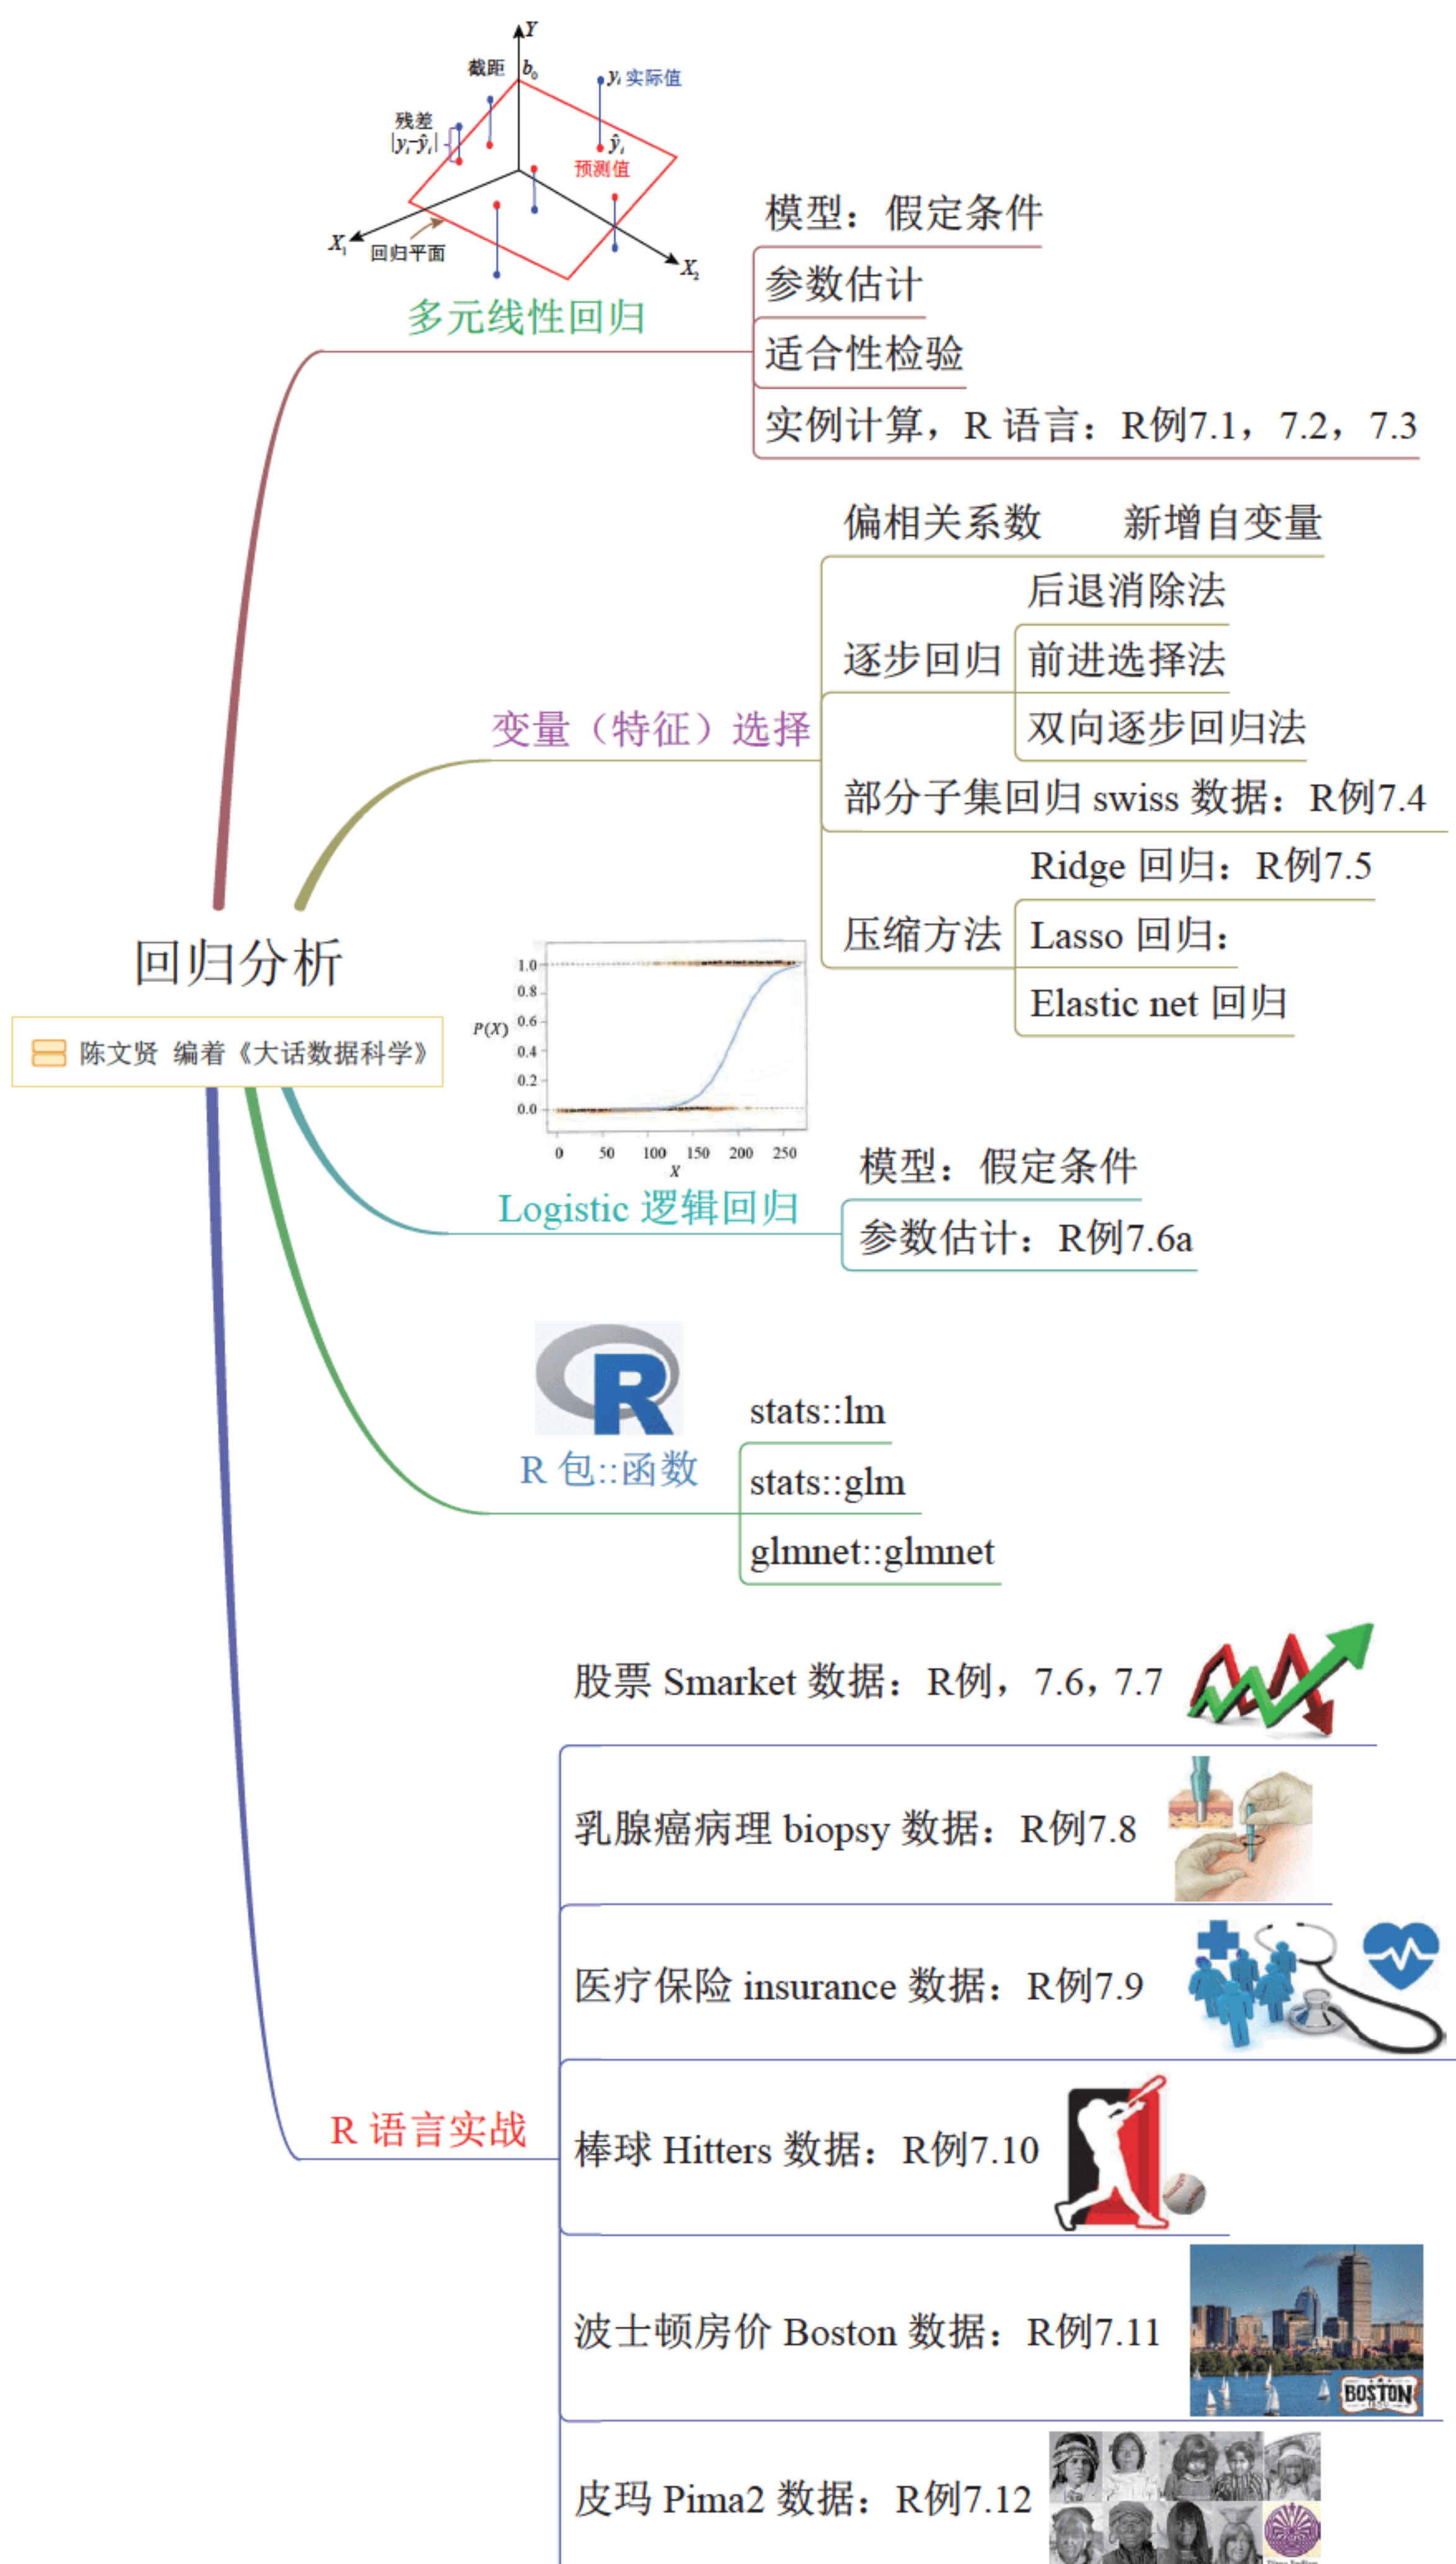 Y
截距 b₀
yᵢ 实际值
残差
|yᵢ-ŷᵢ|
ŷᵢ
预测值
X₁
回归平面
X₂
多元线性回归
模型：假定条件
参数估计
适合性检验
实例计算，R 语言：R例7.1，7.2，7.3
变量（特征）选择
偏相关系数 新增自变量
逐步回归
后退消除法
前进选择法
双向逐步回归法
部分子集回归 swiss 数据：R例7.4
压缩方法
Ridge 回归：R例7.5
Lasso 回归：
Elastic net 回归
回归分析
陈文贤 编着《大话数据科学》
1.0
0.8
P(X) 0.6
0.4
0.2
0.0
0 50 100 150 200 250
X
Logistic 逻辑回归
模型：假定条件
参数估计：R例7.6a
R
R 包::函数
stats::lm
stats::glm
glmnet::glmnet
R 语言实战
股票 Smarket 数据：R例，7.6，7.7
乳腺癌病理 biopsy 数据：R例7.8
医疗保险 insurance 数据：R例7.9
棒球 Hitters 数据：R例7.10
波士顿房价 Boston 数据：R例7.11
BOSTON
皮玛 Pima2 数据：R例7.12